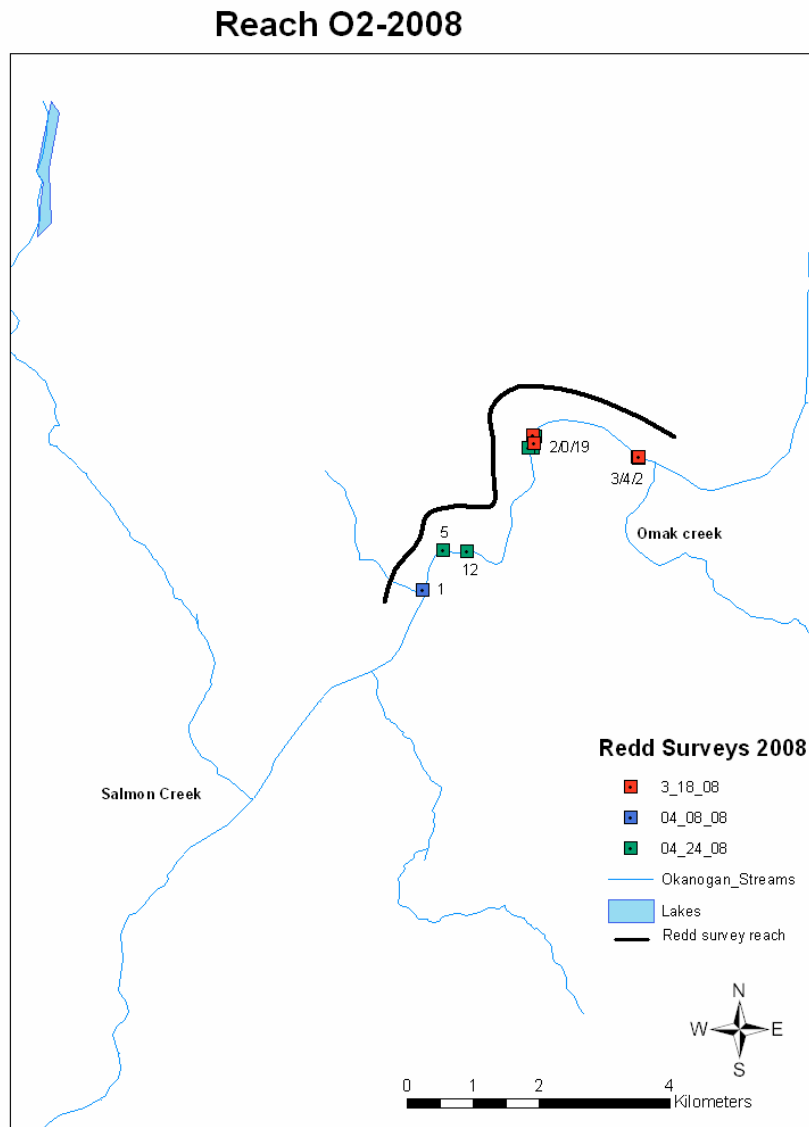 Reach O2-2008
2/0/19
3/4/2
Omak creek
5
12
1
Redd Surveys 2008
3_18_08
Salmon Creek
04_08_08
04_24_08
Okanogan_Streams
Lakes
Redd survey reach
N
W E
S
0 1 2 4
Kilometers